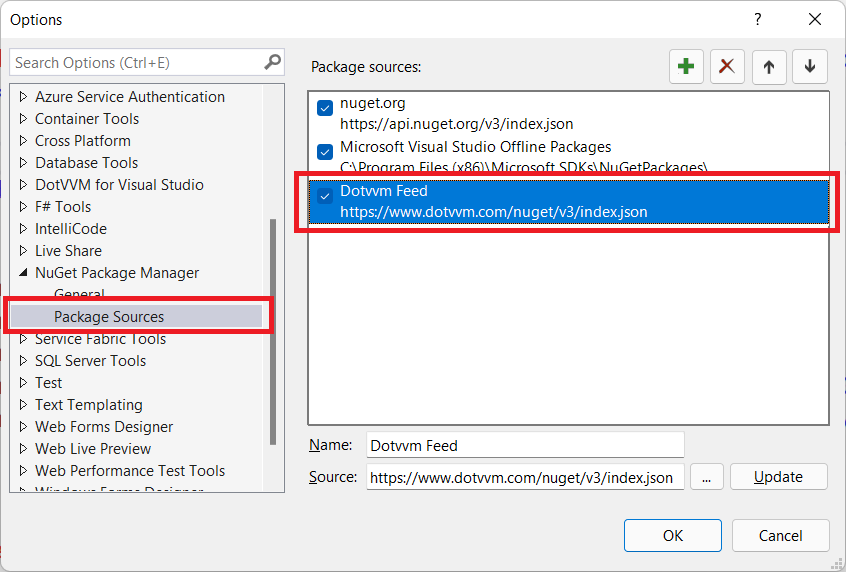 Options
?
Search Options (Ctrl+E)
Azure Service Authentication
Container Tools
Cross Platform
Database Tools
DotVVM for Visual Studio
F# Tools
IntelliCode
Live Share
NuGet Package Manager
General
Package Sources
Service Fabric Tools
SQL Server Tools
Test
Text Templating
Web Forms Designer
Web Live Preview
Web Performance Test Tools
Windows Forms Designer
Package sources:
nuget.org
https://api.nuget.org/v3/index.json
Microsoft Visual Studio Offline Packages
C:\Program Files (x86)\\Microsoft SDKs\NuGetPackages\
Dotvvm Feed
https://www.dotvvm.com/nuget/v3/index.json
Name: Dotvvm Feed
Source: https://www.dotvvm.com/nuget/v3/index.json ... Update
OK Cancel